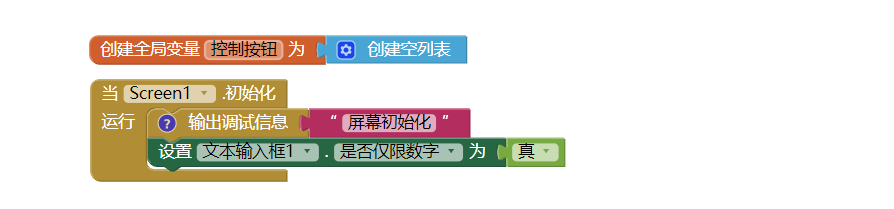 创建全局变量 控制按钮 为 创建空列表
当 Screen1 .初始化
运行 ? 输出调试信息 “ 屏幕初始化 ”
设置 文本输入框1 . 是否仅限数字 为 真